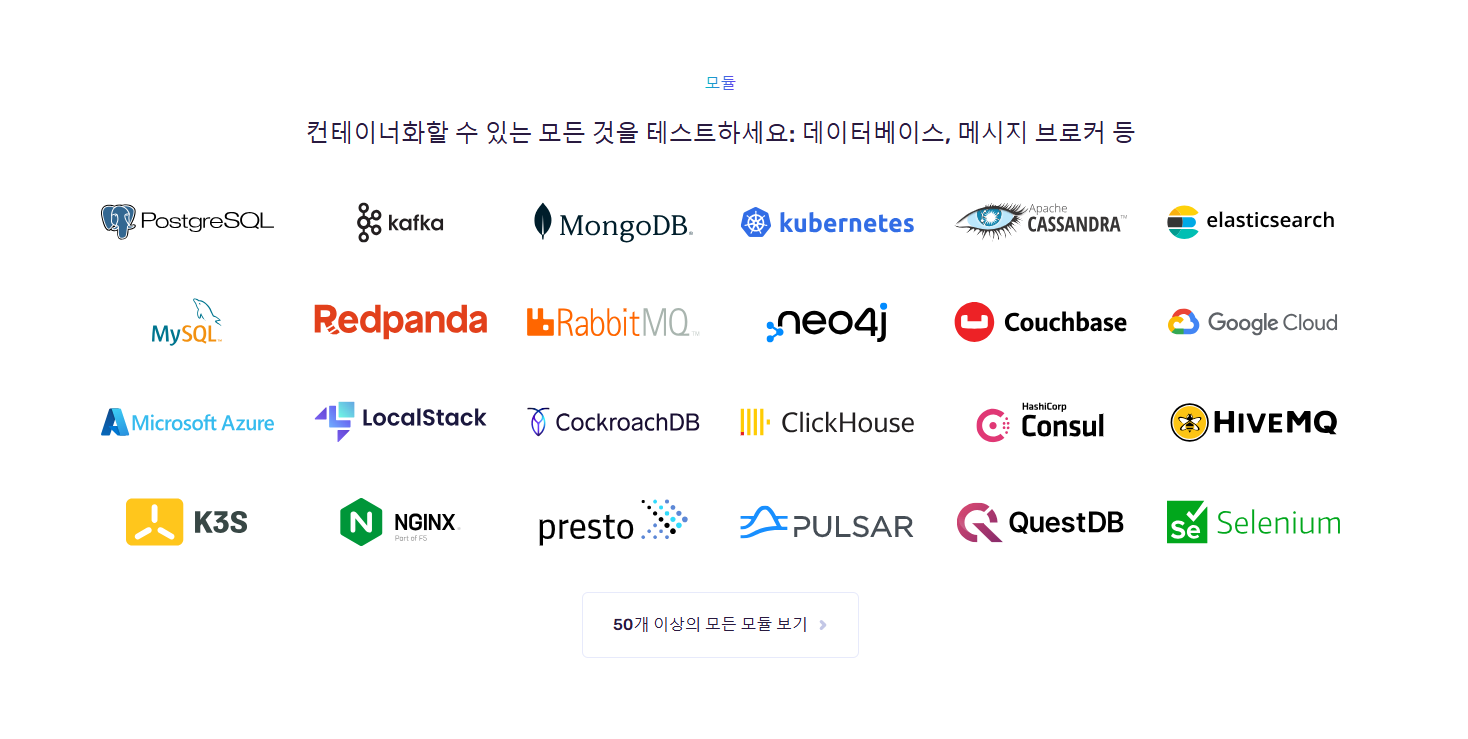 모듈
컨테이너화할 수 있는 모든 것을 테스트하세요: 데이터베이스, 메시지 브로커 등
PostgreSQL
kafka
MongoDB®
kubernetes
Apache
CASSANDRA™
elasticsearch
MySQL™
Redpanda
RabbitMQ™
neo4j
Couchbase
Google Cloud
Microsoft Azure
LocalStack
CockroachDB
ClickHouse
HashiCorp
Consul
HIVEMQ
K3S
N NGINX
Part of F5
presto
PULSAR
QuestDB
Se Selenium
50개 이상의 모든 모듈 보기 >